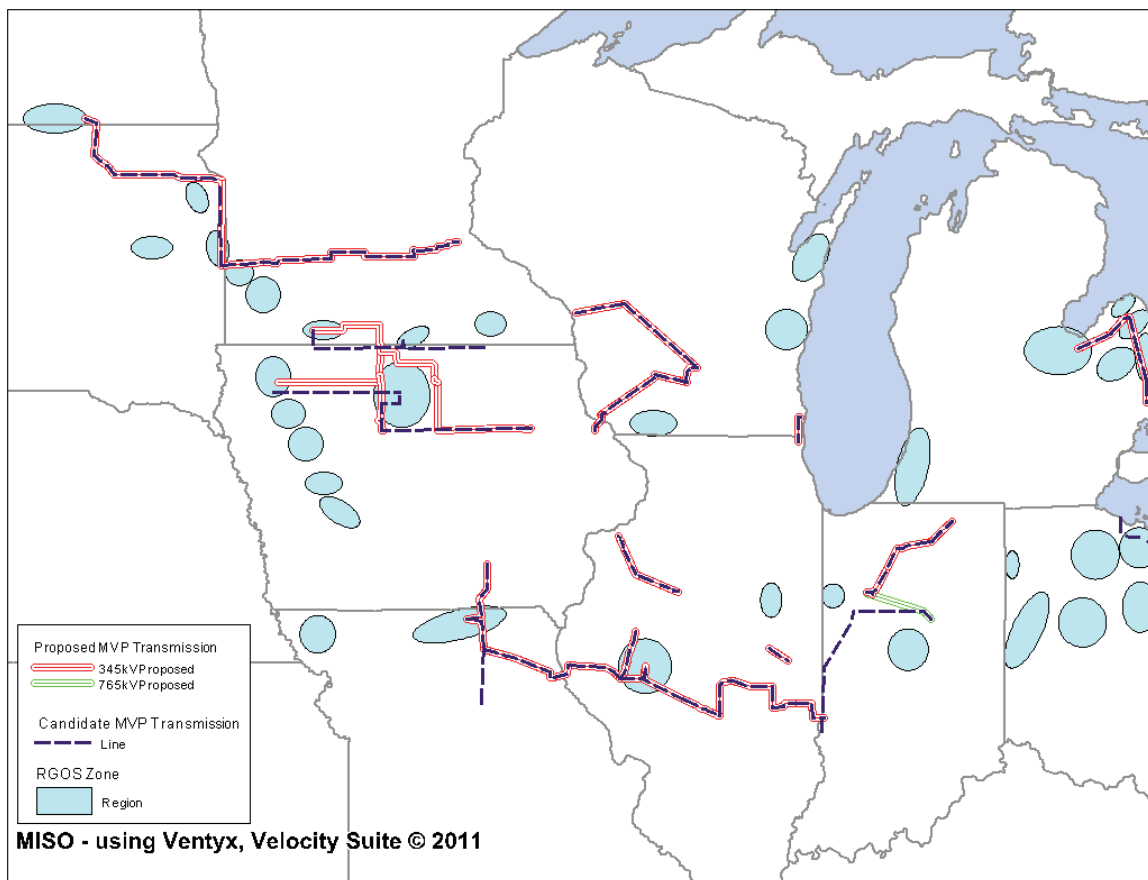 Proposed MVP Transmission
345kVProposed
765kVProposed
Candidate MVP Transmission
Line
RGOS Zone
Region
MISO - using Ventyx, Velocity Suite © 2011